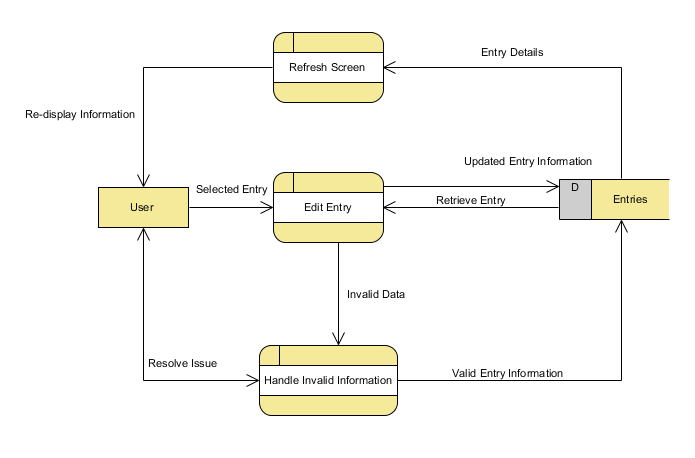 Entry Details
Refresh Screen
Re-display Information
Updated Entry Information
Selected Entry
D
User
Edit Entry
Retrieve Entry
Entries
Invalid Data
Resolve Issue
Handle Invalid Information
Valid Entry Information